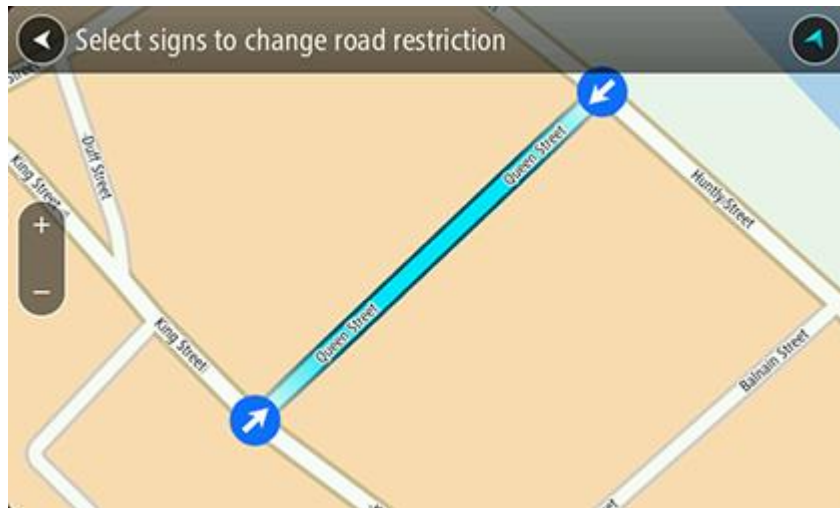 Select signs to change road restriction
Street
Duff Street
King Street
Queen Street
Huntly Street
+
−
Queen Street
King Street
Balnain Street